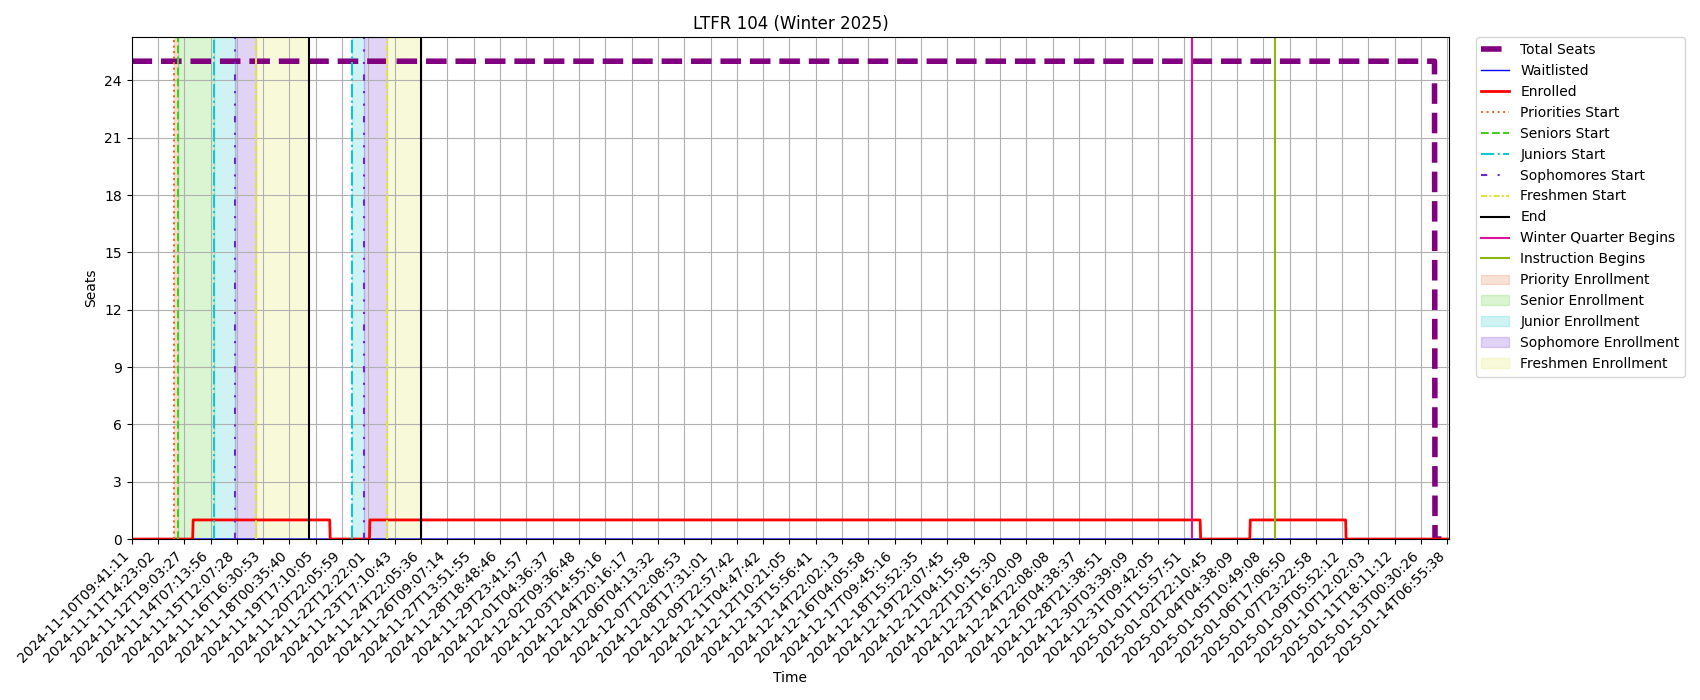 LTFR 104 (Winter 2025)
Total Seats
Waitlisted
Enrolled
Priorities Start
Seniors Start
Juniors Start
Sophomores Start
Freshmen Start
End
Winter Quarter Begins
Instruction Begins
Priority Enrollment
Senior Enrollment
Junior Enrollment
Sophomore Enrollment
Freshmen Enrollment
Seats
24
21
18
15
12
9
6
3
0
2024-11-10T09:41:11
2024-11-11T14:23:02
2024-11-12T19:03:27
2024-11-14T07:13:56
2024-11-15T12:07:28
2024-11-16T16:30:53
2024-11-18T00:35:40
2024-11-19T17:10:05
2024-11-20T22:05:59
2024-11-22T12:22:01
2024-11-23T17:10:43
2024-11-24T22:05:36
2024-11-26T09:07:14
2024-11-27T13:51:55
2024-11-28T18:48:46
2024-11-29T23:41:57
2024-12-01T04:36:37
2024-12-02T09:36:48
2024-12-03T14:55:16
2024-12-04T20:16:17
2024-12-06T04:13:32
2024-12-07T12:08:53
2024-12-08T17:31:01
2024-12-09T22:57:42
2024-12-11T04:47:42
2024-12-12T10:21:05
2024-12-13T15:56:41
2024-12-14T22:02:13
2024-12-16T04:05:58
2024-12-17T09:45:16
2024-12-18T15:52:35
2024-12-19T22:07:45
2024-12-21T04:15:58
2024-12-22T10:15:30
2024-12-23T16:20:09
2024-12-24T22:08:08
2024-12-26T04:38:37
2024-12-28T21:38:51
2024-12-30T03:39:09
2024-12-31T09:42:05
2025-01-01T15:57:51
2025-01-02T22:10:45
2025-01-04T04:38:09
2025-01-05T10:49:08
2025-01-06T17:06:50
2025-01-07T23:22:58
2025-01-09T05:52:12
2025-01-10T12:02:03
2025-01-11T18:11:12
2025-01-13T00:30:26
2025-01-14T06:55:38
Time